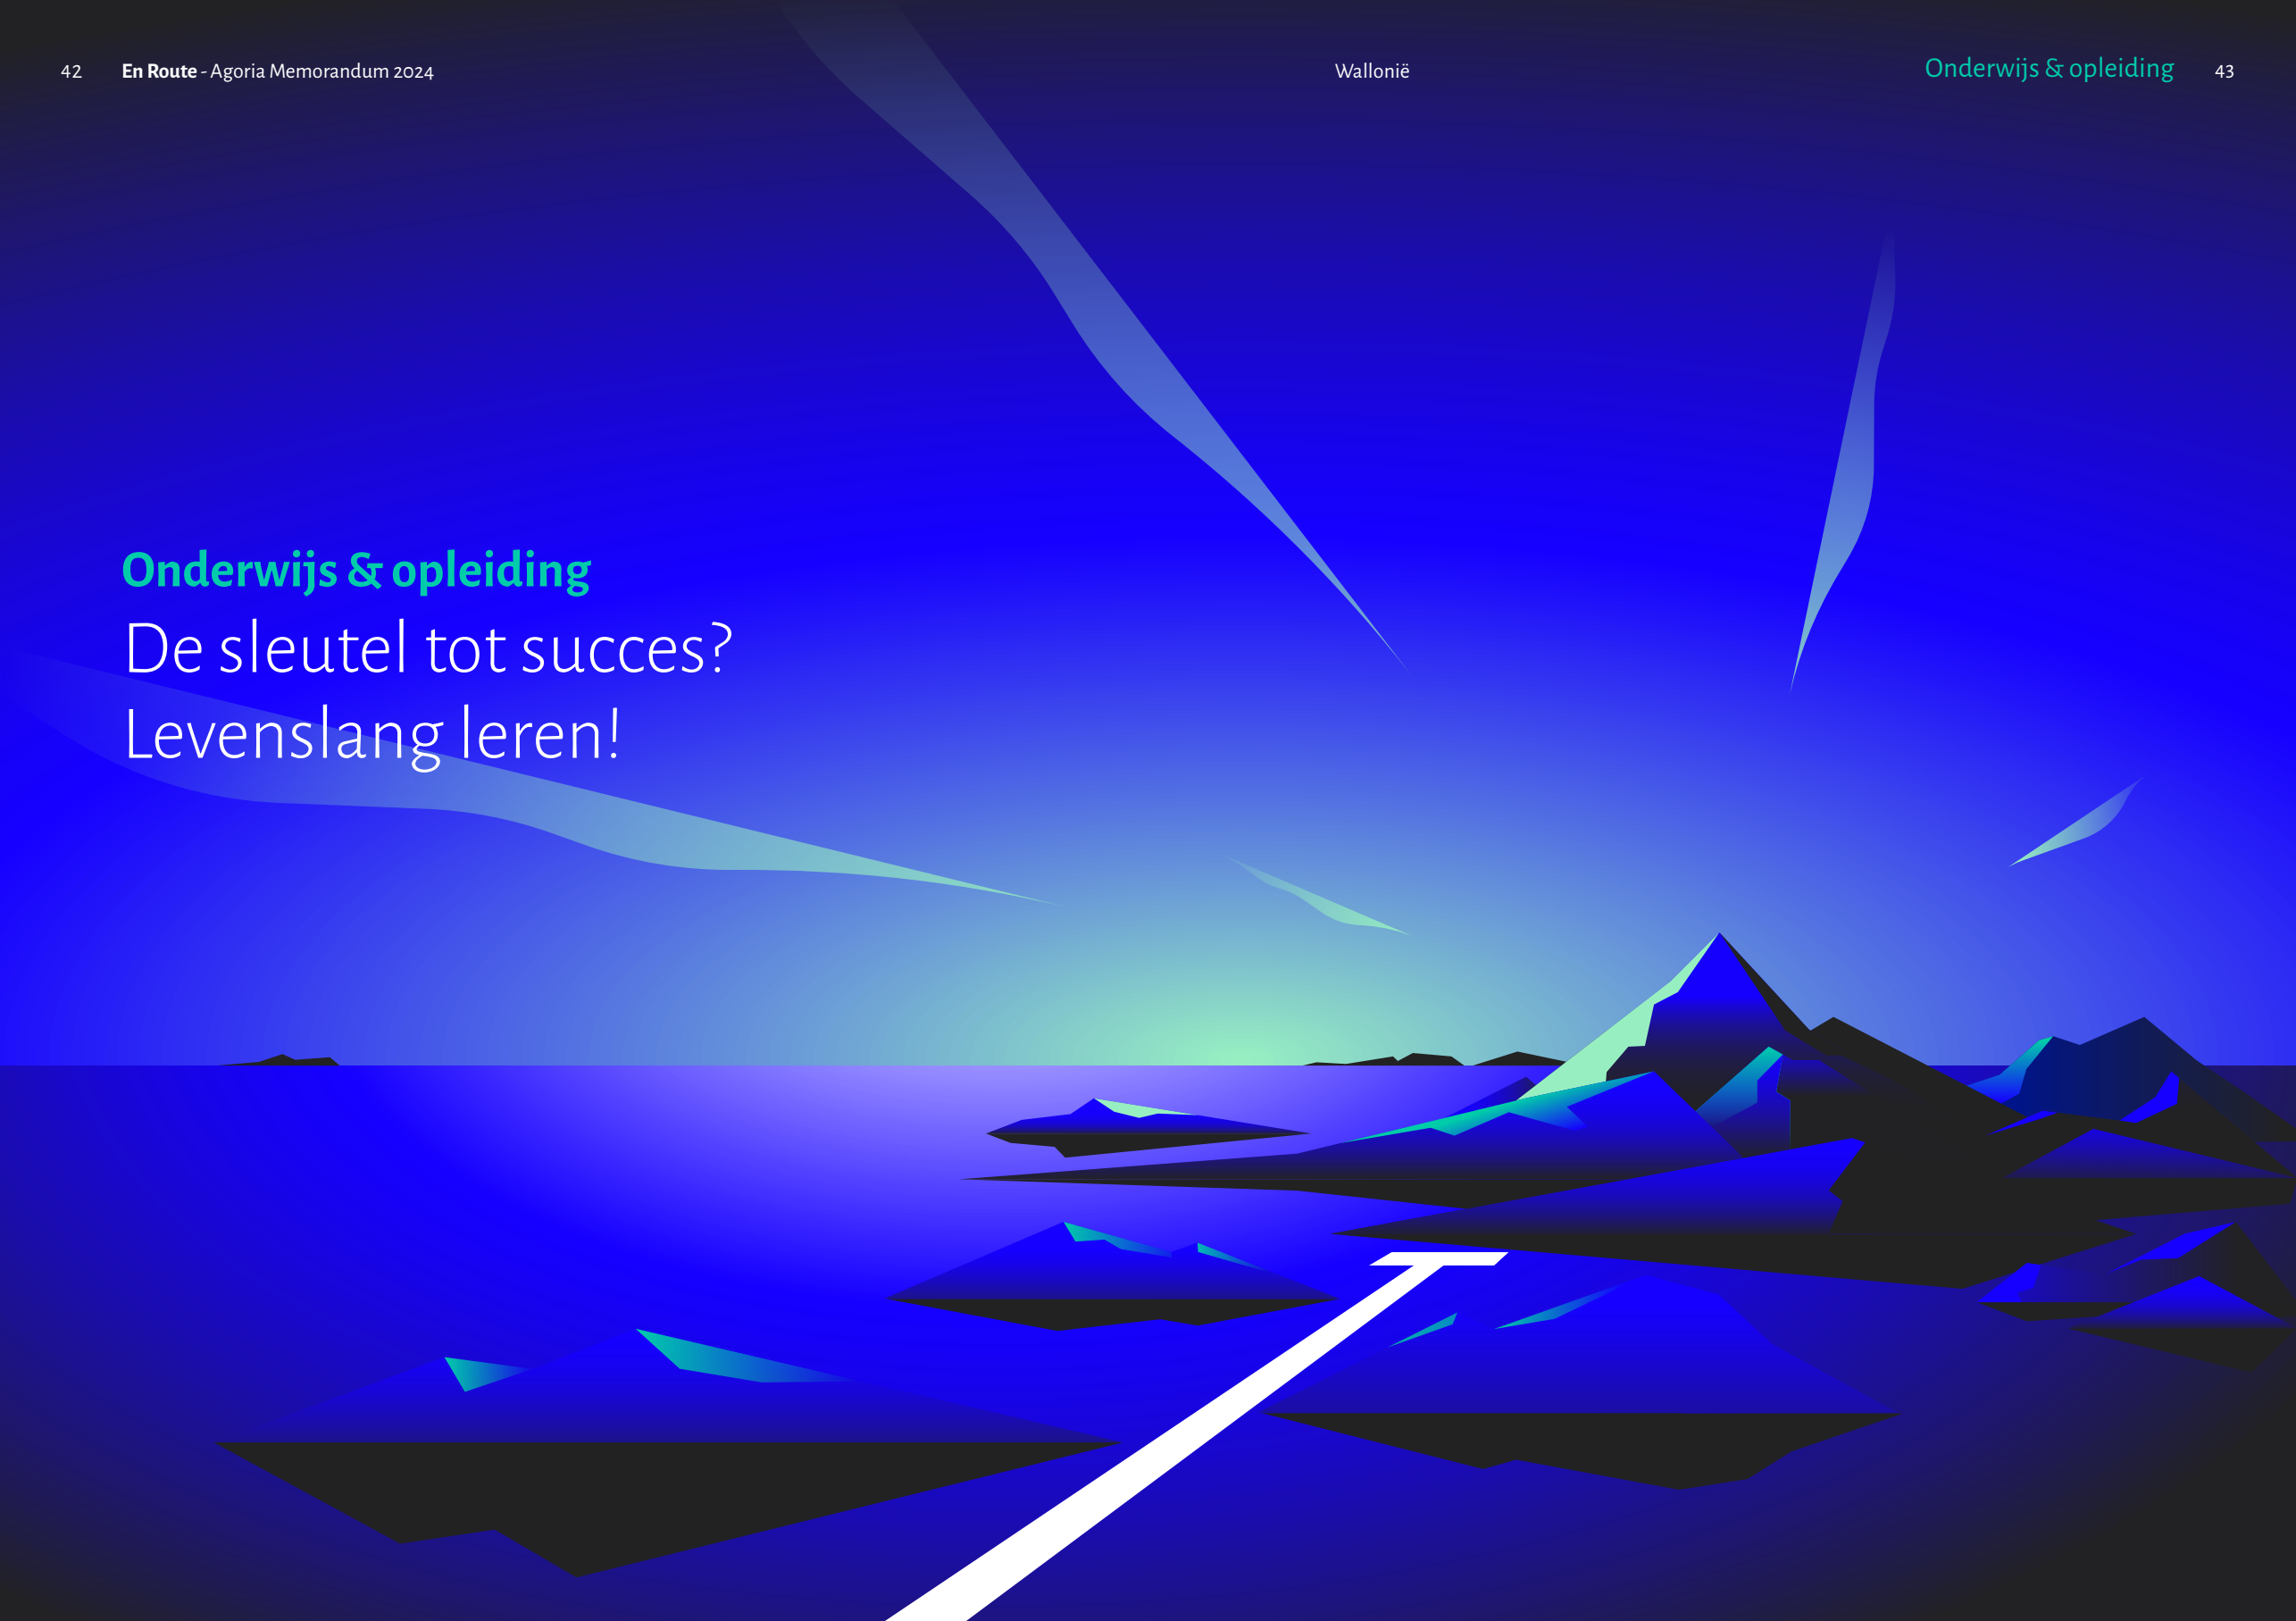 42 En Route - Agoria Memorandum 2024
Wallonië
Onderwijs & opleiding 43
Onderwijs & opleiding
De sleutel tot succes?
Levenslang leren!